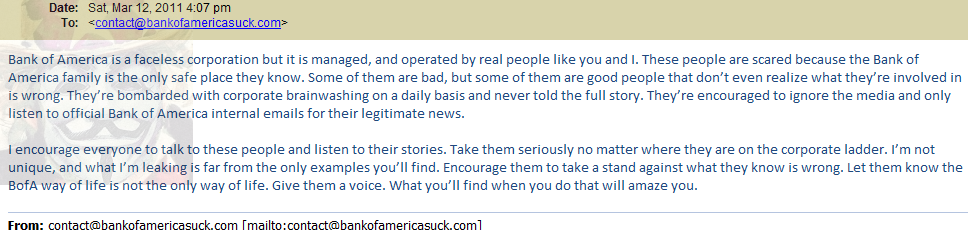 Date: Sat, Mar 12, 2011 4:07 pm
To: <contact@bankofamericasuck.com>
Bank of America is a faceless corporation but it is managed, and operated by real people like you and I. These people are scared because the Bank of
America family is the only safe place they know. Some of them are bad, but some of them are good people that don't even realize what they're involved in
is wrong. They're bombarded with corporate brainwashing on a daily basis and never told the full story. They're encouraged to ignore the media and only
listen to official Bank of America internal emails for their legitimate news.
I encourage everyone to talk to these people and listen to their stories. Take them seriously no matter where they are on the corporate ladder. I'm not
unique, and what I'm leaking is far from the only examples you'll find. Encourage them to take a stand against what they know is wrong. Let them know the
BofA way of life is not the only way of life. Give them a voice. What you'll find when you do that will amaze you.
From: contact@bankofamericasuck.com [mailto:contact@bankofamericasuck.com]